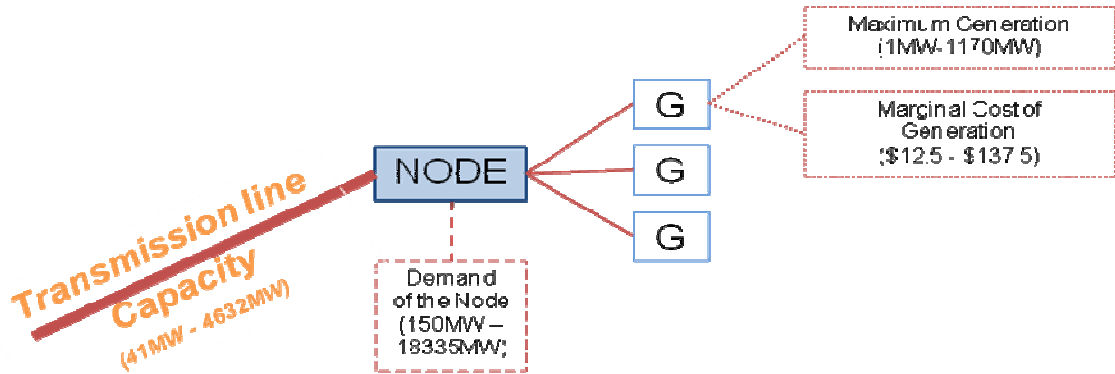 Maximum Generation
(1MW-1170MW)
G
Marginal Cost of
Generation
($12.5 - $137.5)
NODE
G
G
Transmission line
Capacity
(41MW - 4632MW)
Demand
of the Node
(150MW –
18335MW)